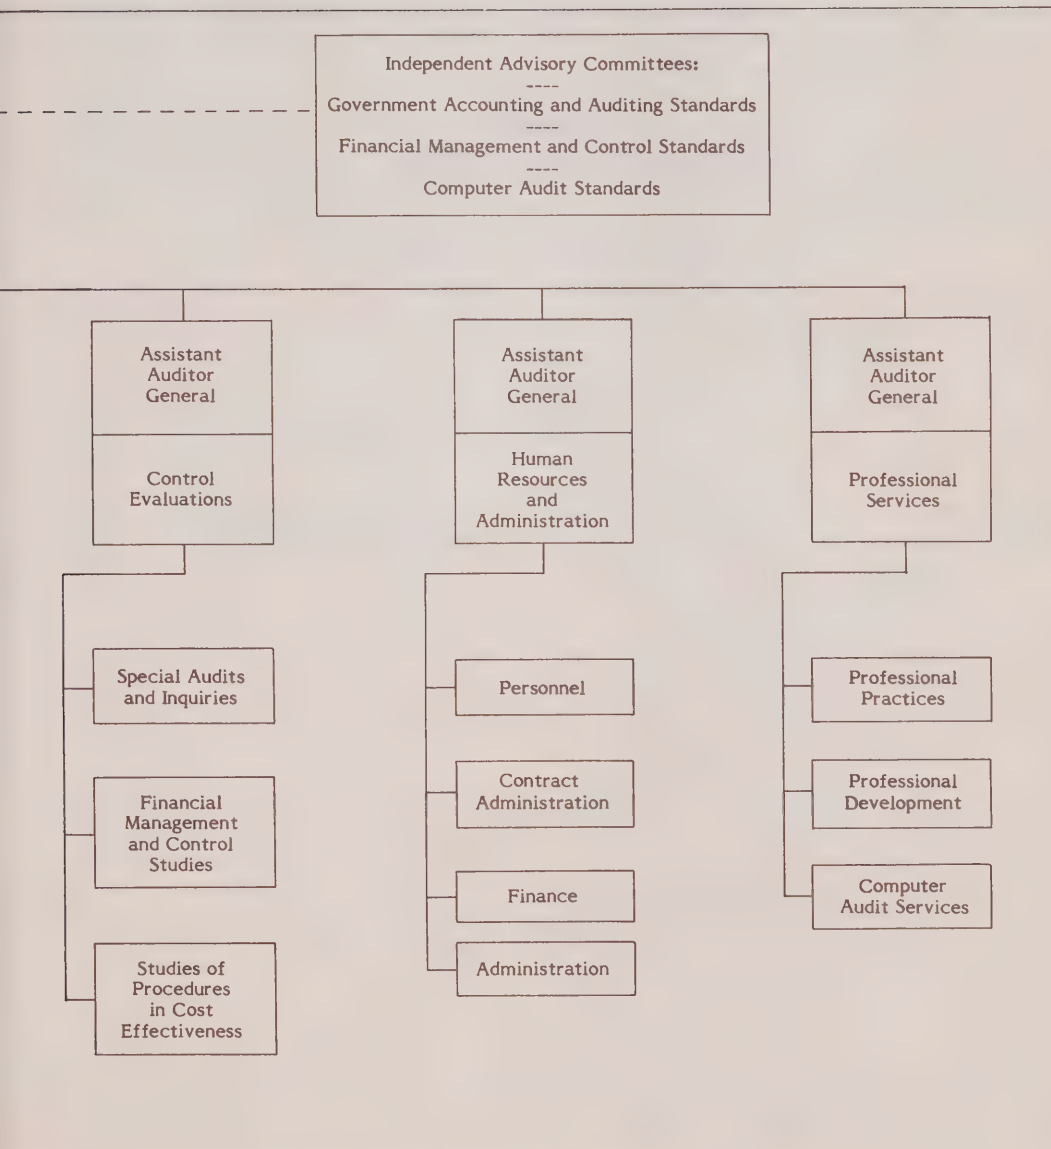 Independent Advisory Committees:
----
Government Accounting and Auditing Standards
----
Financial Management and Control Standards
----
Computer Audit Standards
Assistant
Auditor
General
Control
Evaluations
Special Audits
and Inquiries
Financial
Management
and Control
Studies
Studies of
Procedures
in Cost
Effectiveness
Assistant
Auditor
General
Human
Resources
and
Administration
Personnel
Contract
Administration
Finance
Administration
Assistant
Auditor
General
Professional
Services
Professional
Practices
Professional
Development
Computer
Audit Services